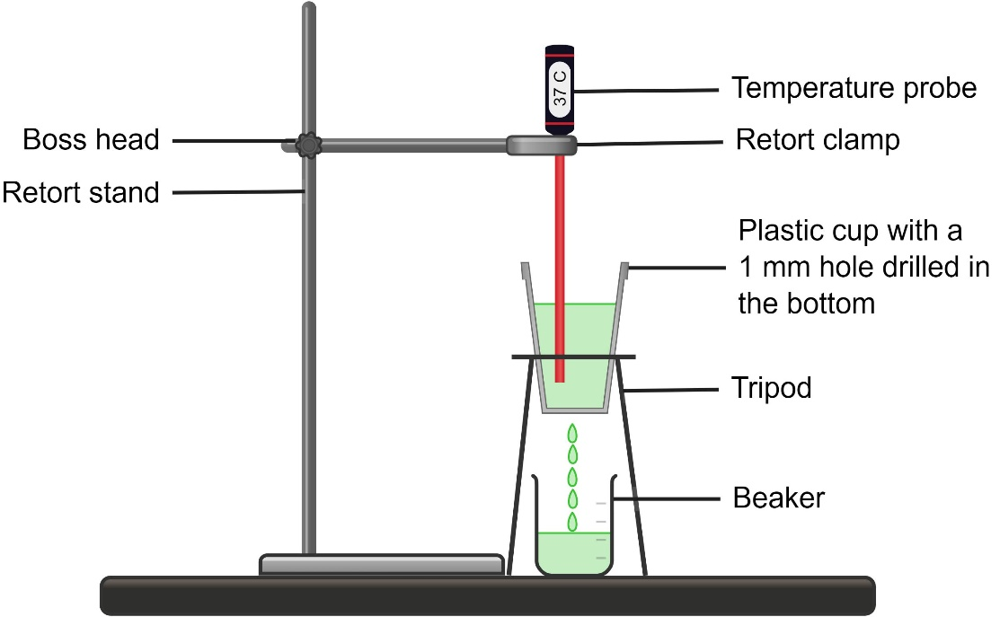 37 C
Temperature probe
Boss head
Retort clamp
Retort stand
Plastic cup with a
1 mm hole drilled in
the bottom
Tripod
Beaker